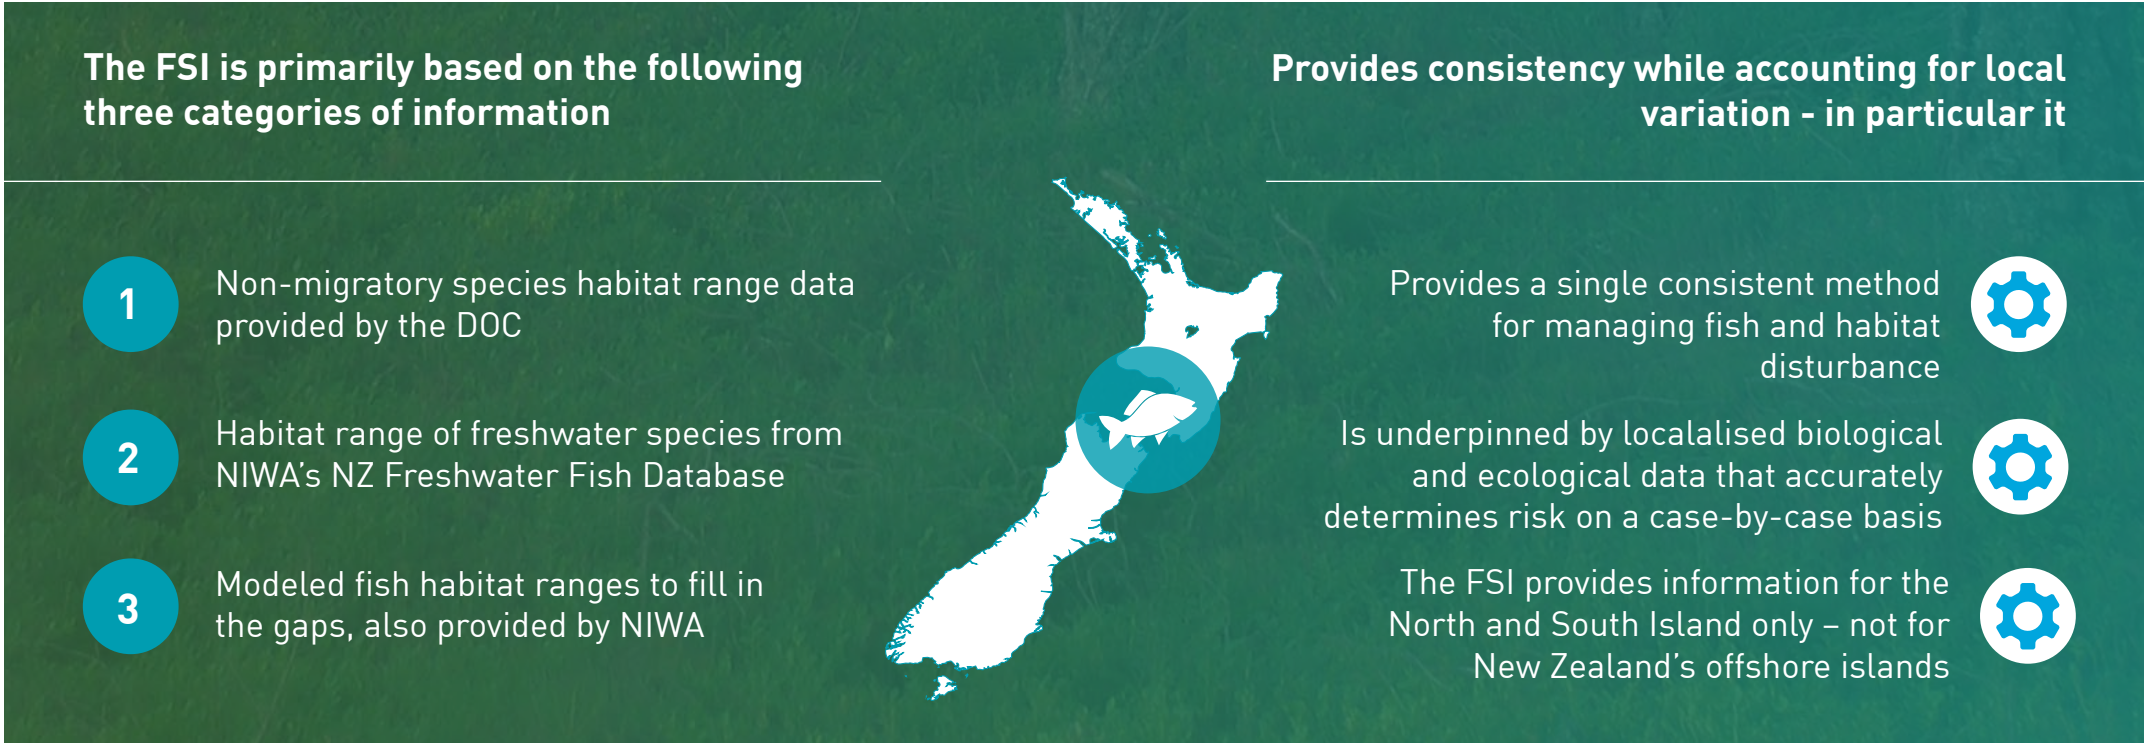 The FSI is primarily based on the following
three categories of information
1
Non-migratory species habitat range data
provided by the DOC
2
Habitat range of freshwater species from
NIWA's NZ Freshwater Fish Database
3
Modeled fish habitat ranges to fill in
the gaps, also provided by NIWA
Provides consistency while accounting for local
variation - in particular it
Provides a single consistent method
for managing fish and habitat
disturbance
Is underpinned by localalised biological
and ecological data that accurately
determines risk on a case-by-case basis
The FSI provides information for the
North and South Island only – not for
New Zealand's offshore islands